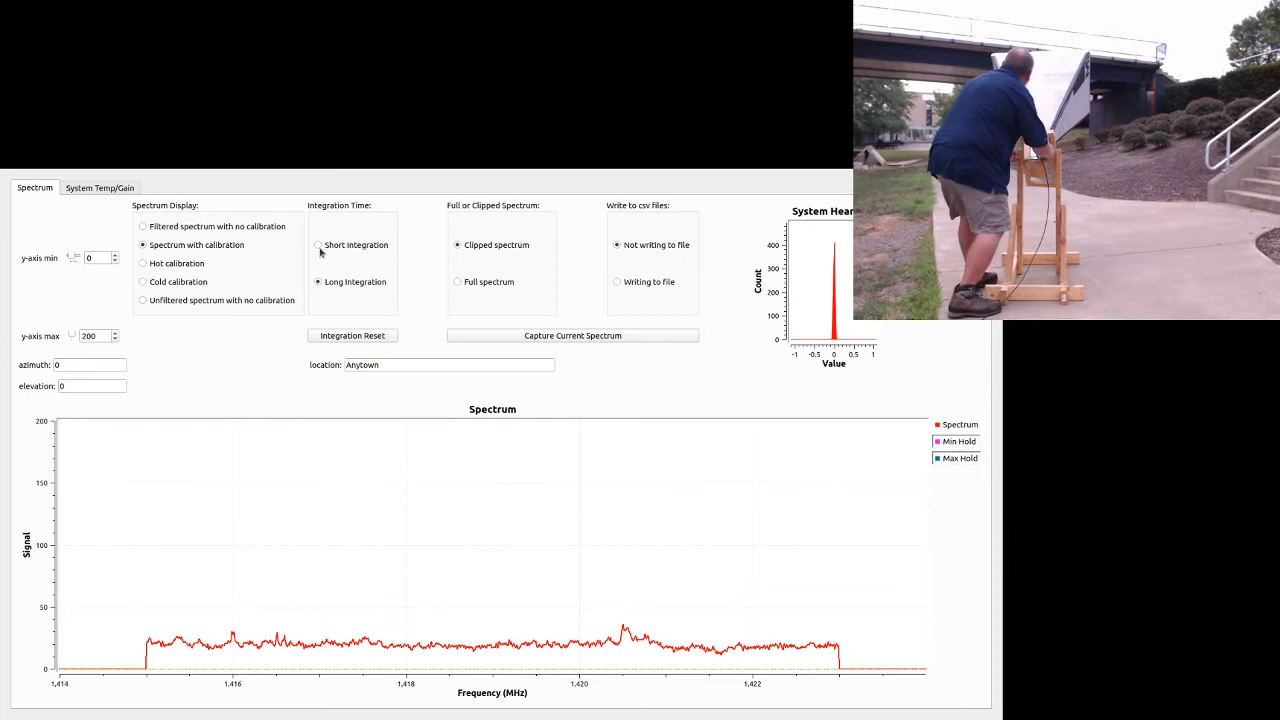 Spectrum System Temp/Gain
Spectrum Display: Integration Time: Full or Clipped Spectrum: Write to csv files: System Hear
Filtered spectrum with no calibration
Spectrum with calibration Short Integration Clipped spectrum Not writing to file
y-axis min 0
Hot calibration
Cold calibration Long Integration Full spectrum Writing to file
Unfiltered spectrum with no calibration
y-axis max 200 Integration Reset Capture Current Spectrum
azimuth: 0 location: Anytown
elevation: 0
400
300
200
100
0
Count
-1 -0.5 0 0.5 1
Value
Spectrum
200
150
100
50
0
Signal
1,414 1,416 1,418 1,420 1,422
Frequency (MHz)
Spectrum
Min Hold
Max Hold